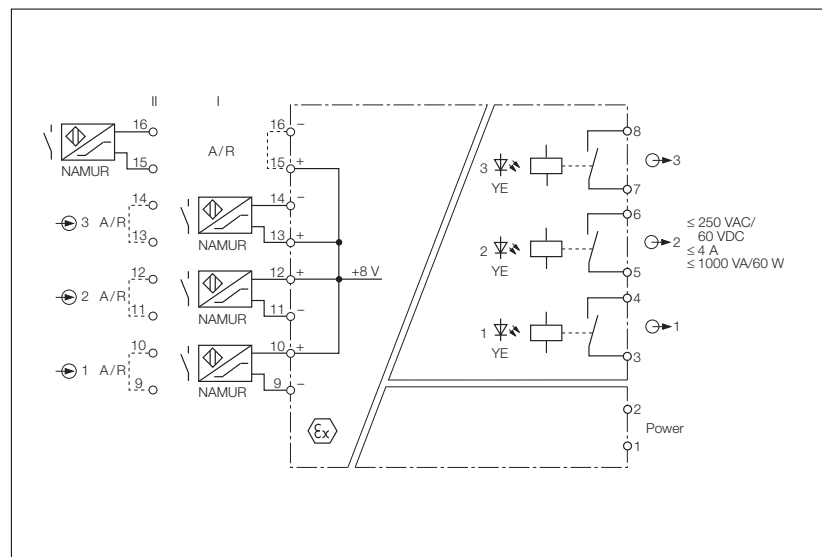 II I
16
15
NAMUR
A/R
16 −
15 +
14
3 A/R
13
NAMUR
14 −
13 +
12
2 A/R
11
NAMUR
12 +
11 −
+8 V
10
1 A/R
9
NAMUR
10 +
9 −
Ex
3
YE
8
7
3
2
YE
6
5
2
≤ 250 VAC/
60 VDC
≤ 4 A
≤ 1000 VA/60 W
1
YE
4
3
1
2
Power
1